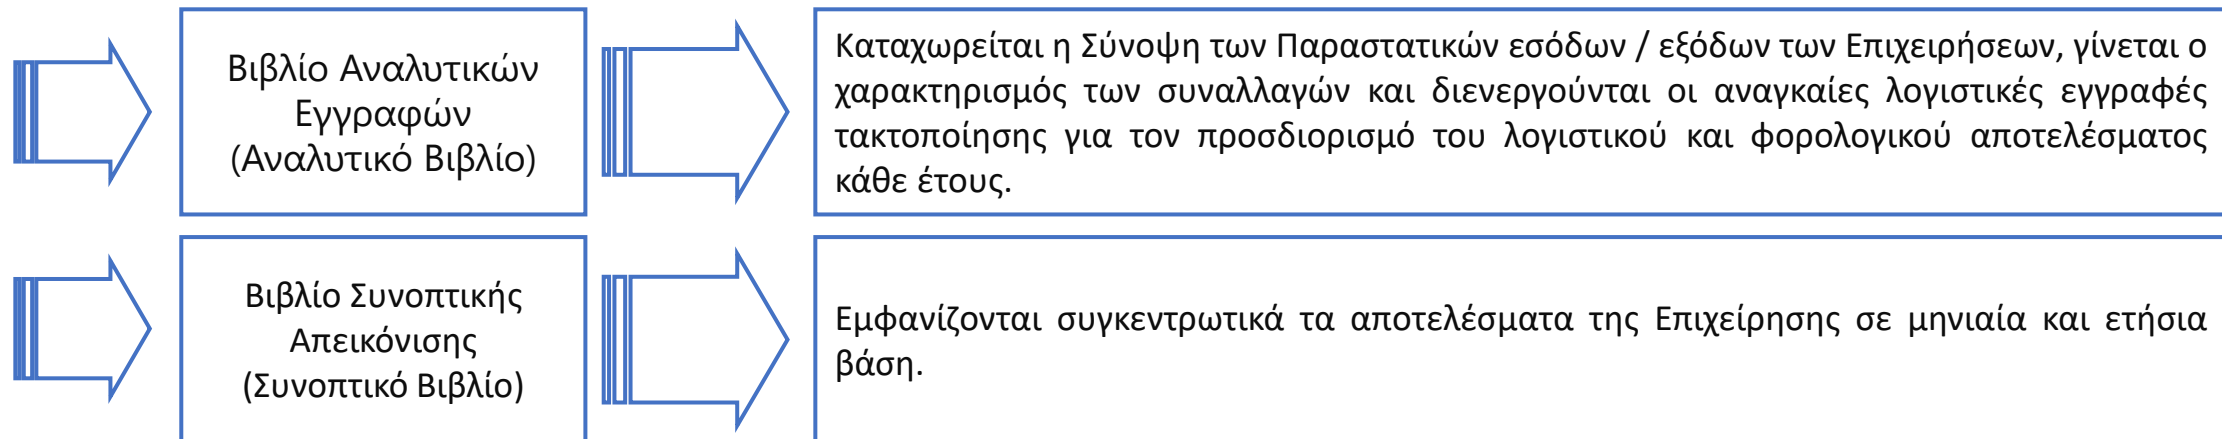 Βιβλίο Αναλυτικών
Εγγραφών
(Αναλυτικό Βιβλίο)
Καταχωρείται η Σύνοψη των Παραστατικών εσόδων / εξόδων των Επιχειρήσεων, γίνεται ο
χαρακτηρισμός των συναλλαγών και διενεργούνται οι αναγκαίες λογιστικές εγγραφές
τακτοποίησης για τον προσδιορισμό του λογιστικού και φορολογικού αποτελέσματος
κάθε έτους.
Βιβλίο Συνοπτικής
Απεικόνισης
(Συνοπτικό Βιβλίο)
Εμφανίζονται συγκεντρωτικά τα αποτελέσματα της Επιχείρησης σε μηνιαία και ετήσια
βάση.